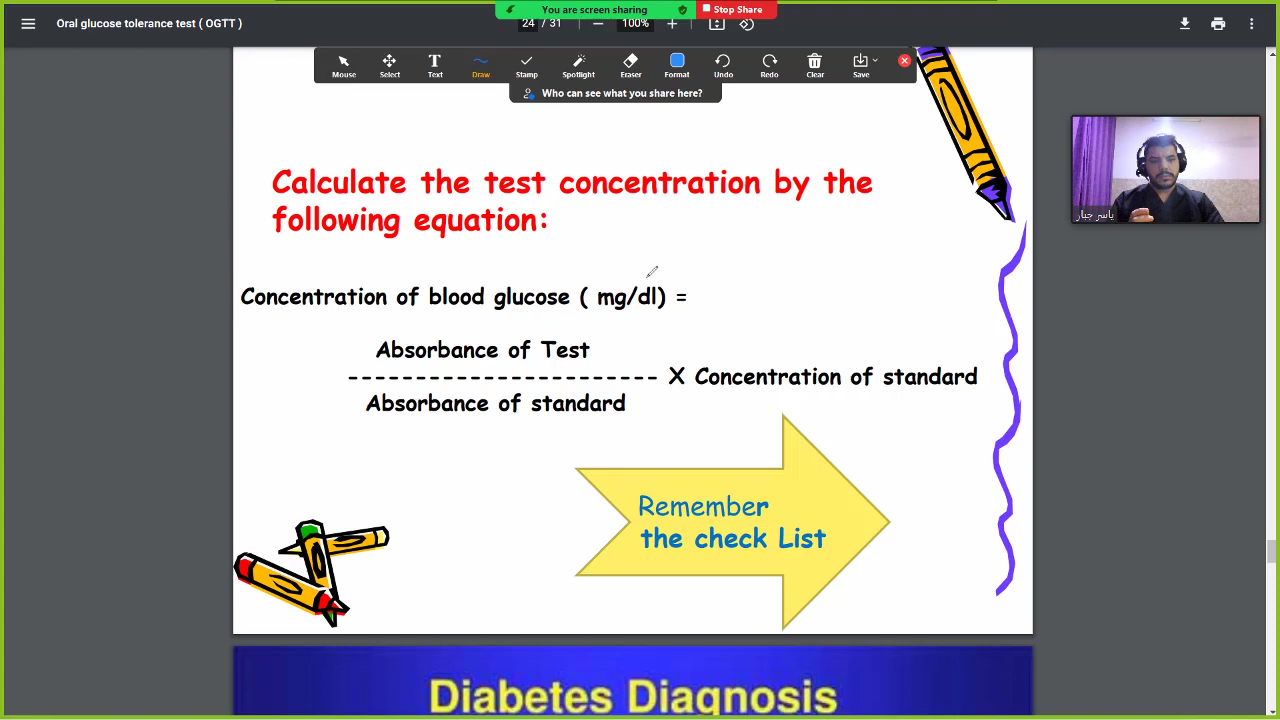 You are screen sharing
Stop Share
Oral glucose tolerance test ( OGTT )
24 / 31
100%
Mouse
Select
Text
Draw
Stamp
Spotlight
Eraser
Format
Undo
Redo
Clear
Save
Who can see what you share here?
Calculate the test concentration by the
following equation:
Concentration of blood glucose ( mg/dl) =
Absorbance of Test
----------------------- X Concentration of standard
Absorbance of standard
Remember
the check List
ياسر جبار
Diabetes Diagnosis